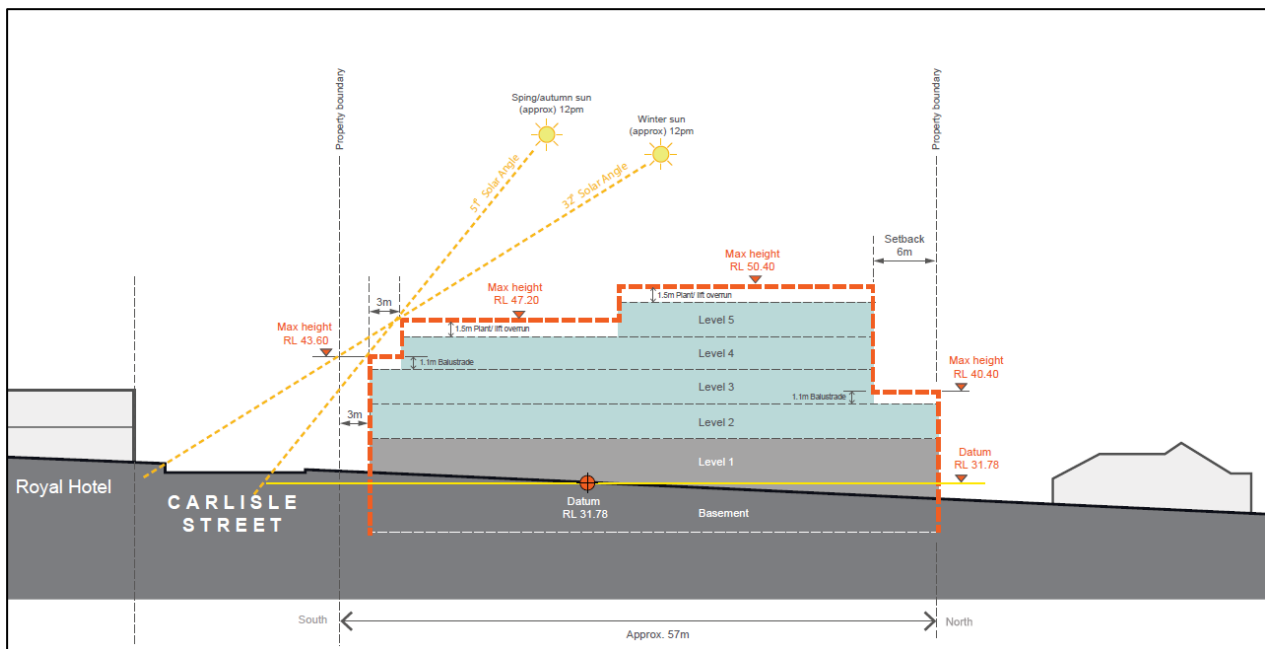 Property boundary
Sping/autumn sun
(approx) 12pm
Winter sun
(approx) 12pm
Property boundary
51° Solar Angle
32° Solar Angle
Setback
6m
Max height
RL 50.40
Max height
RL 47.20
3m
1.5m Plant/ lift overrun
1.5m Plant/ lift overrun
Level 5
Max height
RL 43.60
Level 4
1.1m Balustrade
Max height
RL 40.40
Level 3
1.1m Balustrade
3m
Level 2
Level 1
Datum
RL 31.78
Royal Hotel
CARLISLE
STREET
Datum
RL 31.78
Basement
South
North
Approx. 57m